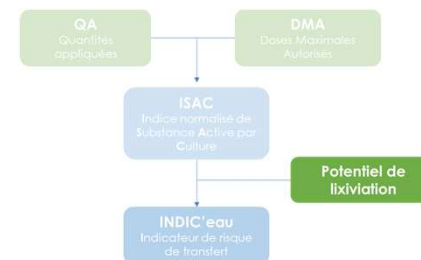 QA
Quantités
appliquées
DMA
Doses Maximales
Autorisés
ISAC
Indice normalisé de
Substance Active par
Culture
Potentiel de
lixiviation
INDIC'eau
Indicateur de risque
de transfert